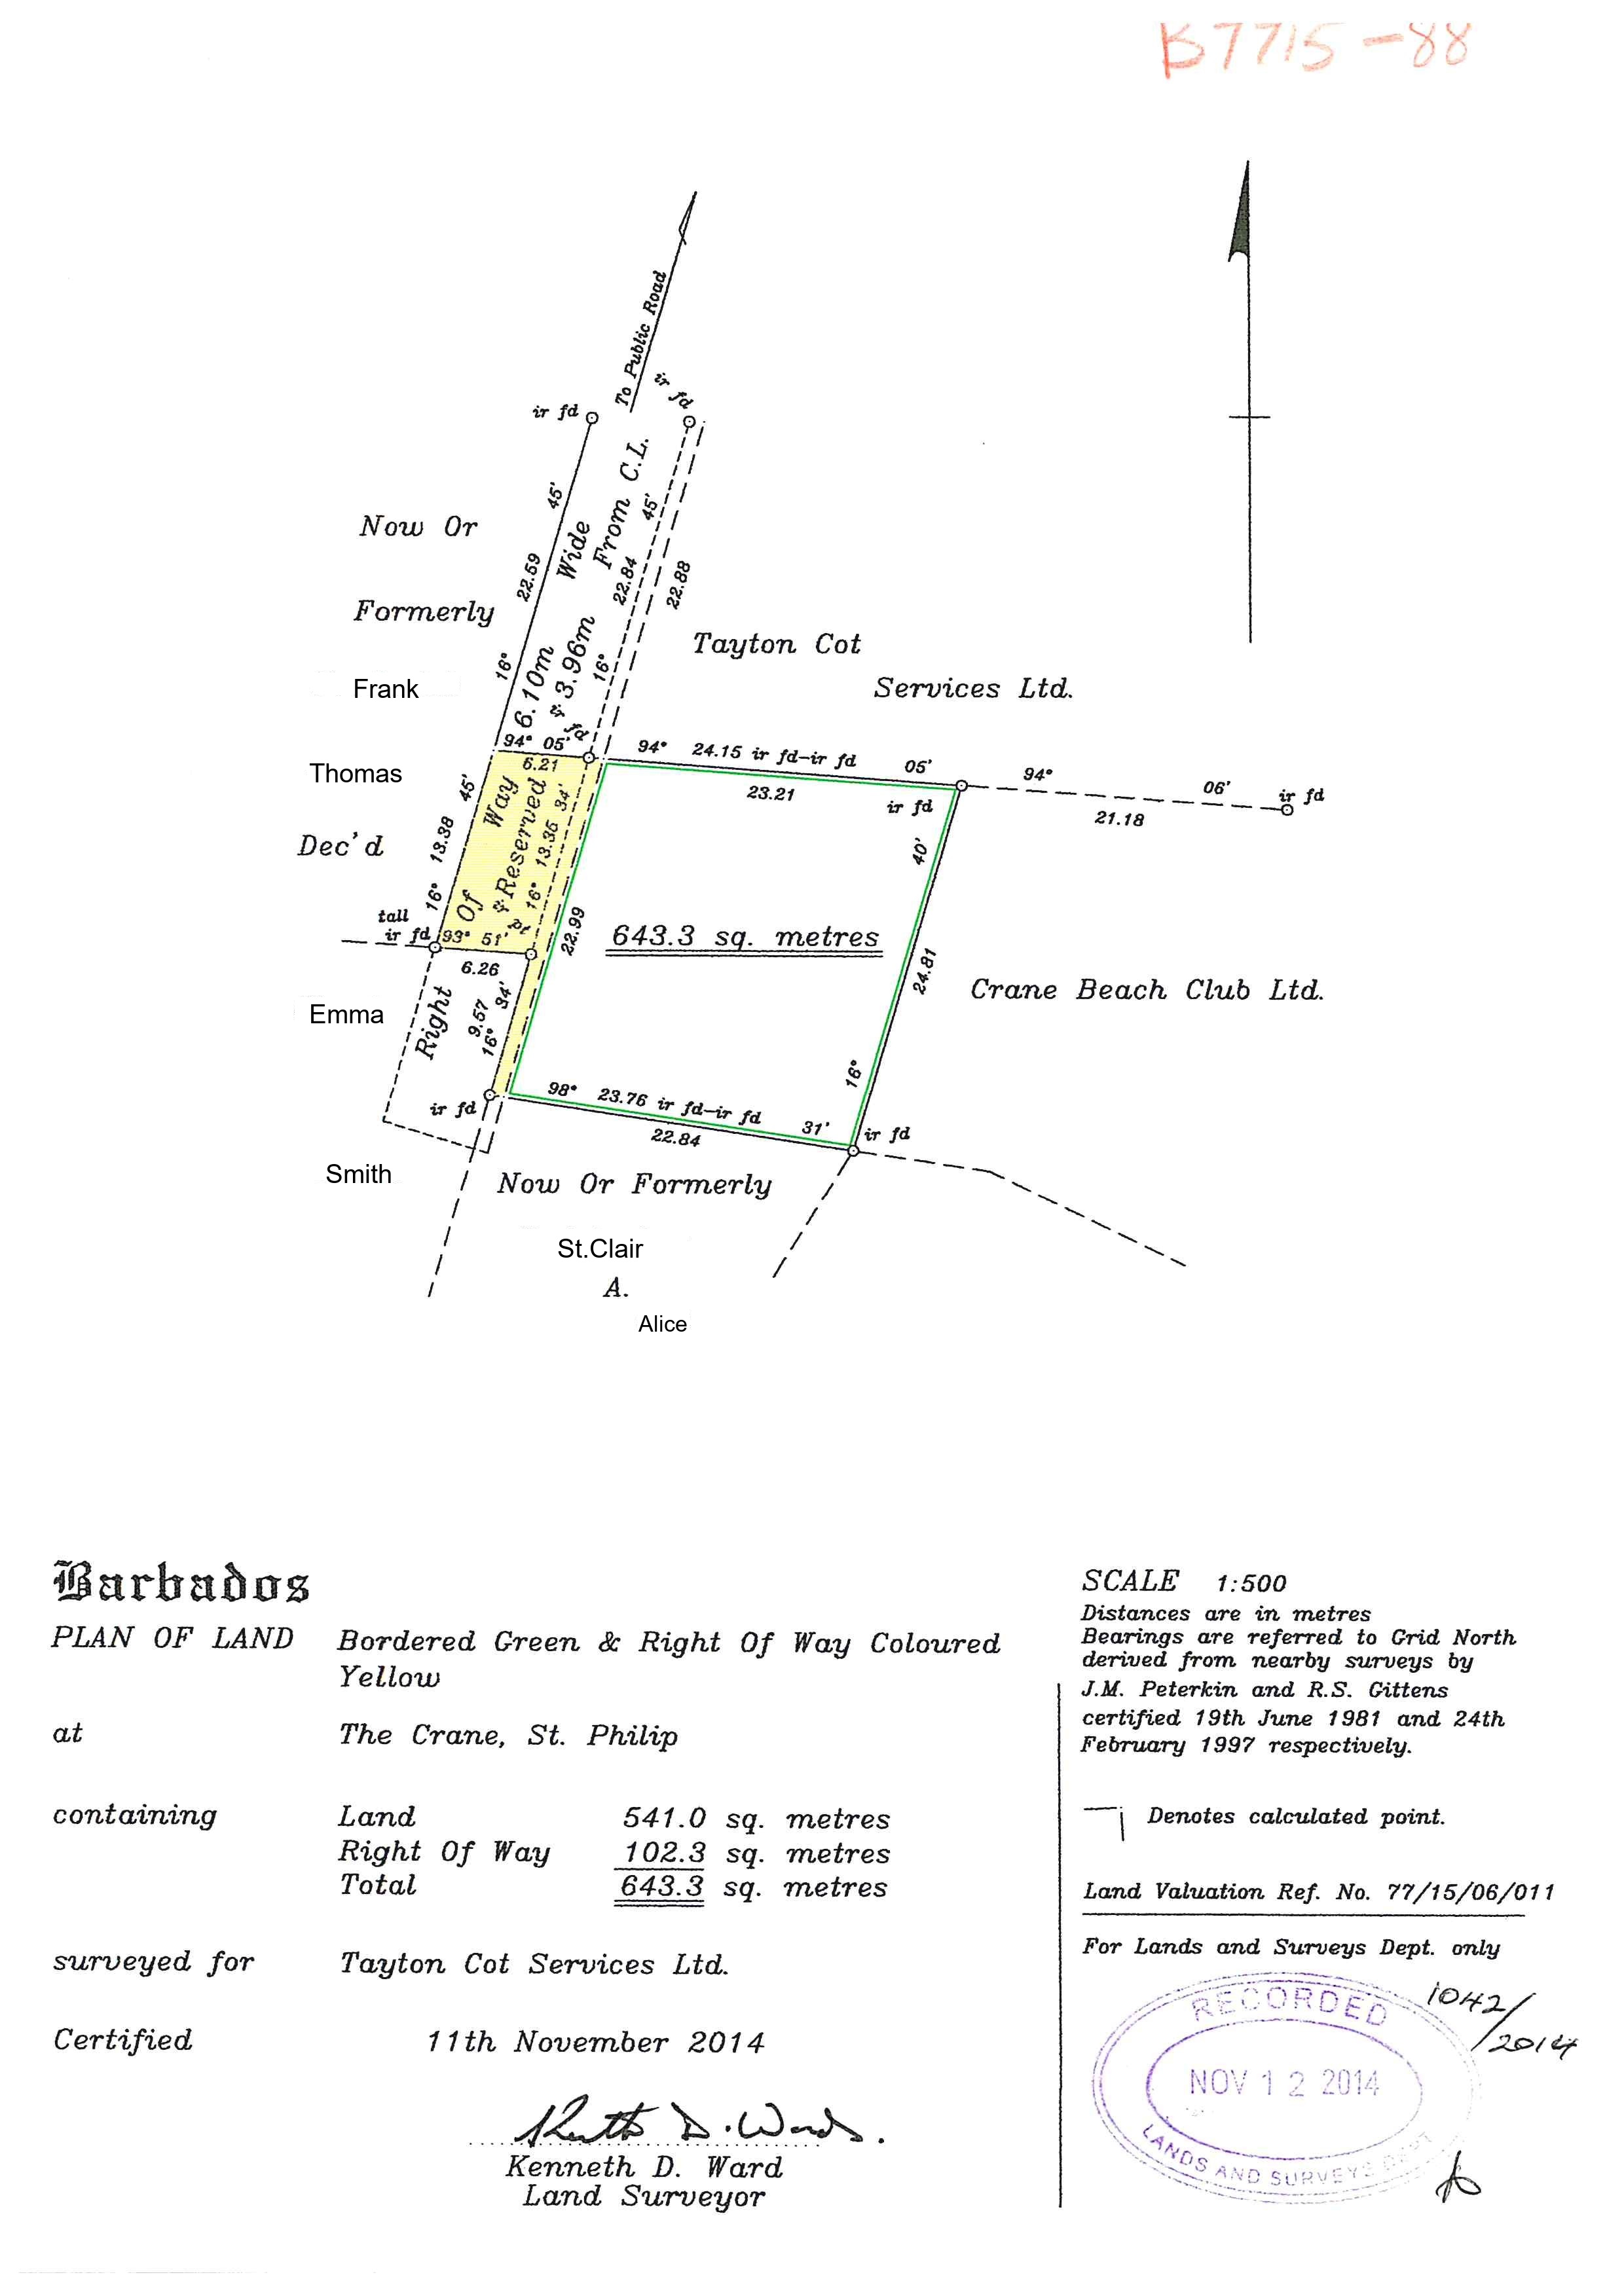 B7715-88
To Public Road
ir fd
ir fd
45'
22.59
16°
Wide
6.10m
From C.L.
& 3.96m
45'
22.84
16°
22.88
Now Or
Formerly
Frank
Thomas
Dec'd
Tayton Cot
Services Ltd.
ir fd
94° 05'
6.21
94° 24.15 ir fd-ir fd 05'
23.21
ir fd
94° 06'
21.18
ir fd
45'
13.38
16°
Way
Of
Right
& Reserved
34'
13.35
16°
ir fd
tall
ir fd
93° 51'
6.26
22.99
643.3 sq. metres
40'
24.81
16°
Crane Beach Club Ltd.
Emma
34'
9.57
16°
ir fd
98° 23.76 ir fd-ir fd 31'
22.84
ir fd
Smith
Now Or Formerly
St.Clair
A.
Alice
Barbados
PLAN OF LAND Bordered Green & Right Of Way Coloured
Yellow
at The Crane, St. Philip
containing Land 541.0 sq. metres
Right Of Way 102.3 sq. metres
Total 643.3 sq. metres
surveyed for Tayton Cot Services Ltd.
Certified 11th November 2014
Kenneth D. Ward
Land Surveyor
SCALE 1:500
Distances are in metres
Bearings are referred to Grid North
derived from nearby surveys by
J.M. Peterkin and R.S. Gittens
certified 19th June 1981 and 24th
February 1997 respectively.
Denotes calculated point.
Land Valuation Ref. No. 77/15/06/011
For Lands and Surveys Dept. only
1042/
2014
RECORDED
NOV 12 2014
LANDS AND SURVEYS DEPT